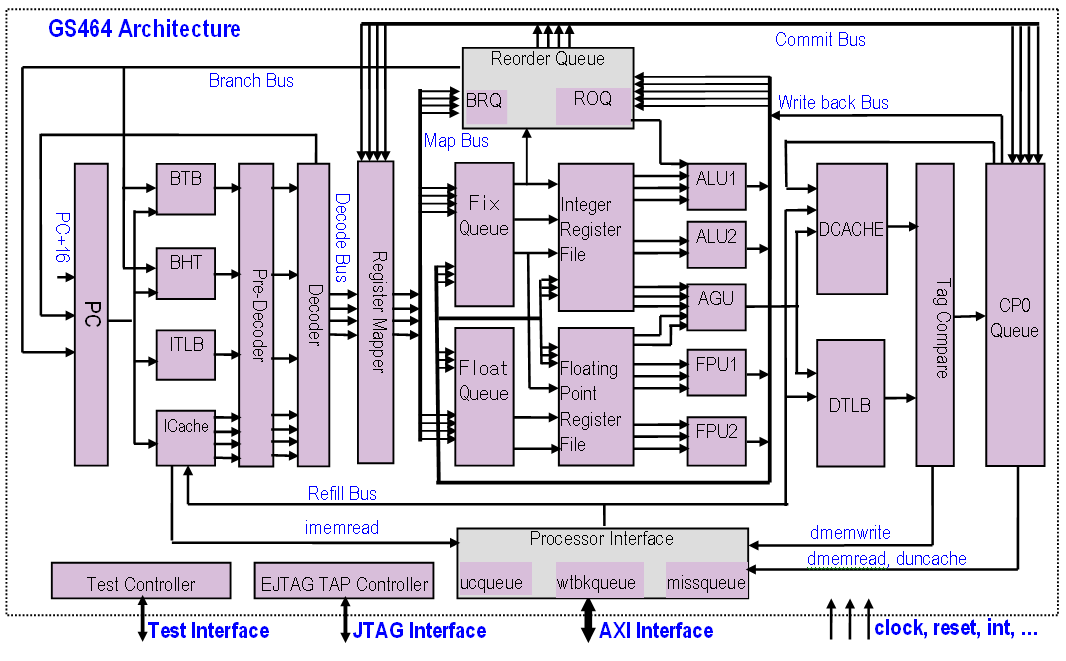 GS464 Architecture
Commit Bus
Reorder Queue
Branch Bus
BRQ
ROQ
Write back Bus
Map Bus
BTB
Fix
Queue
ALU1
PC+16
Decode Bus
Integer
Register
File
ALU2
DCACHE
BHT
PC
Pre-Decoder
Decoder
Register Mapper
AGU
Tag Compare
CP0
Queue
ITLB
Float
Queue
Floating
Point
Register
File
FPU1
DTLB
ICache
FPU2
Refill Bus
imemread
Processor Interface
dmemwrite
dmemread, duncache
Test Controller
EJTAG TAP Controller
ucqueue
wtbkqueue
missqueue
Test Interface
JTAG Interface
AXI Interface
clock, reset, int, ...